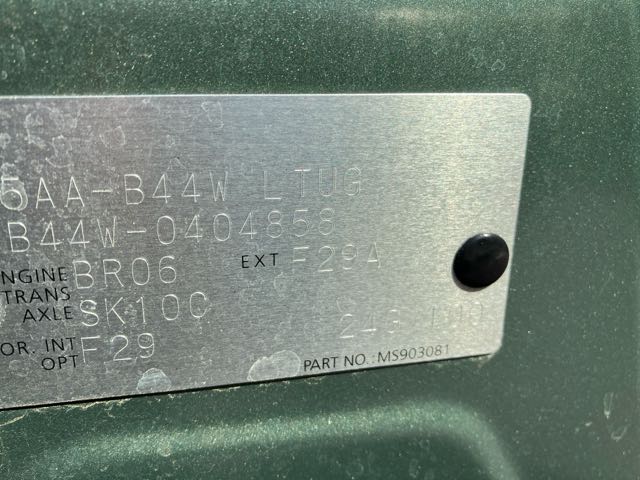 5AA-B44W LTUG
B44W-0404858
ENGINE BR06 EXT F29A
TRANS AXLE SK10C
OR. INT F29
OPT
PART NO.: MS903081